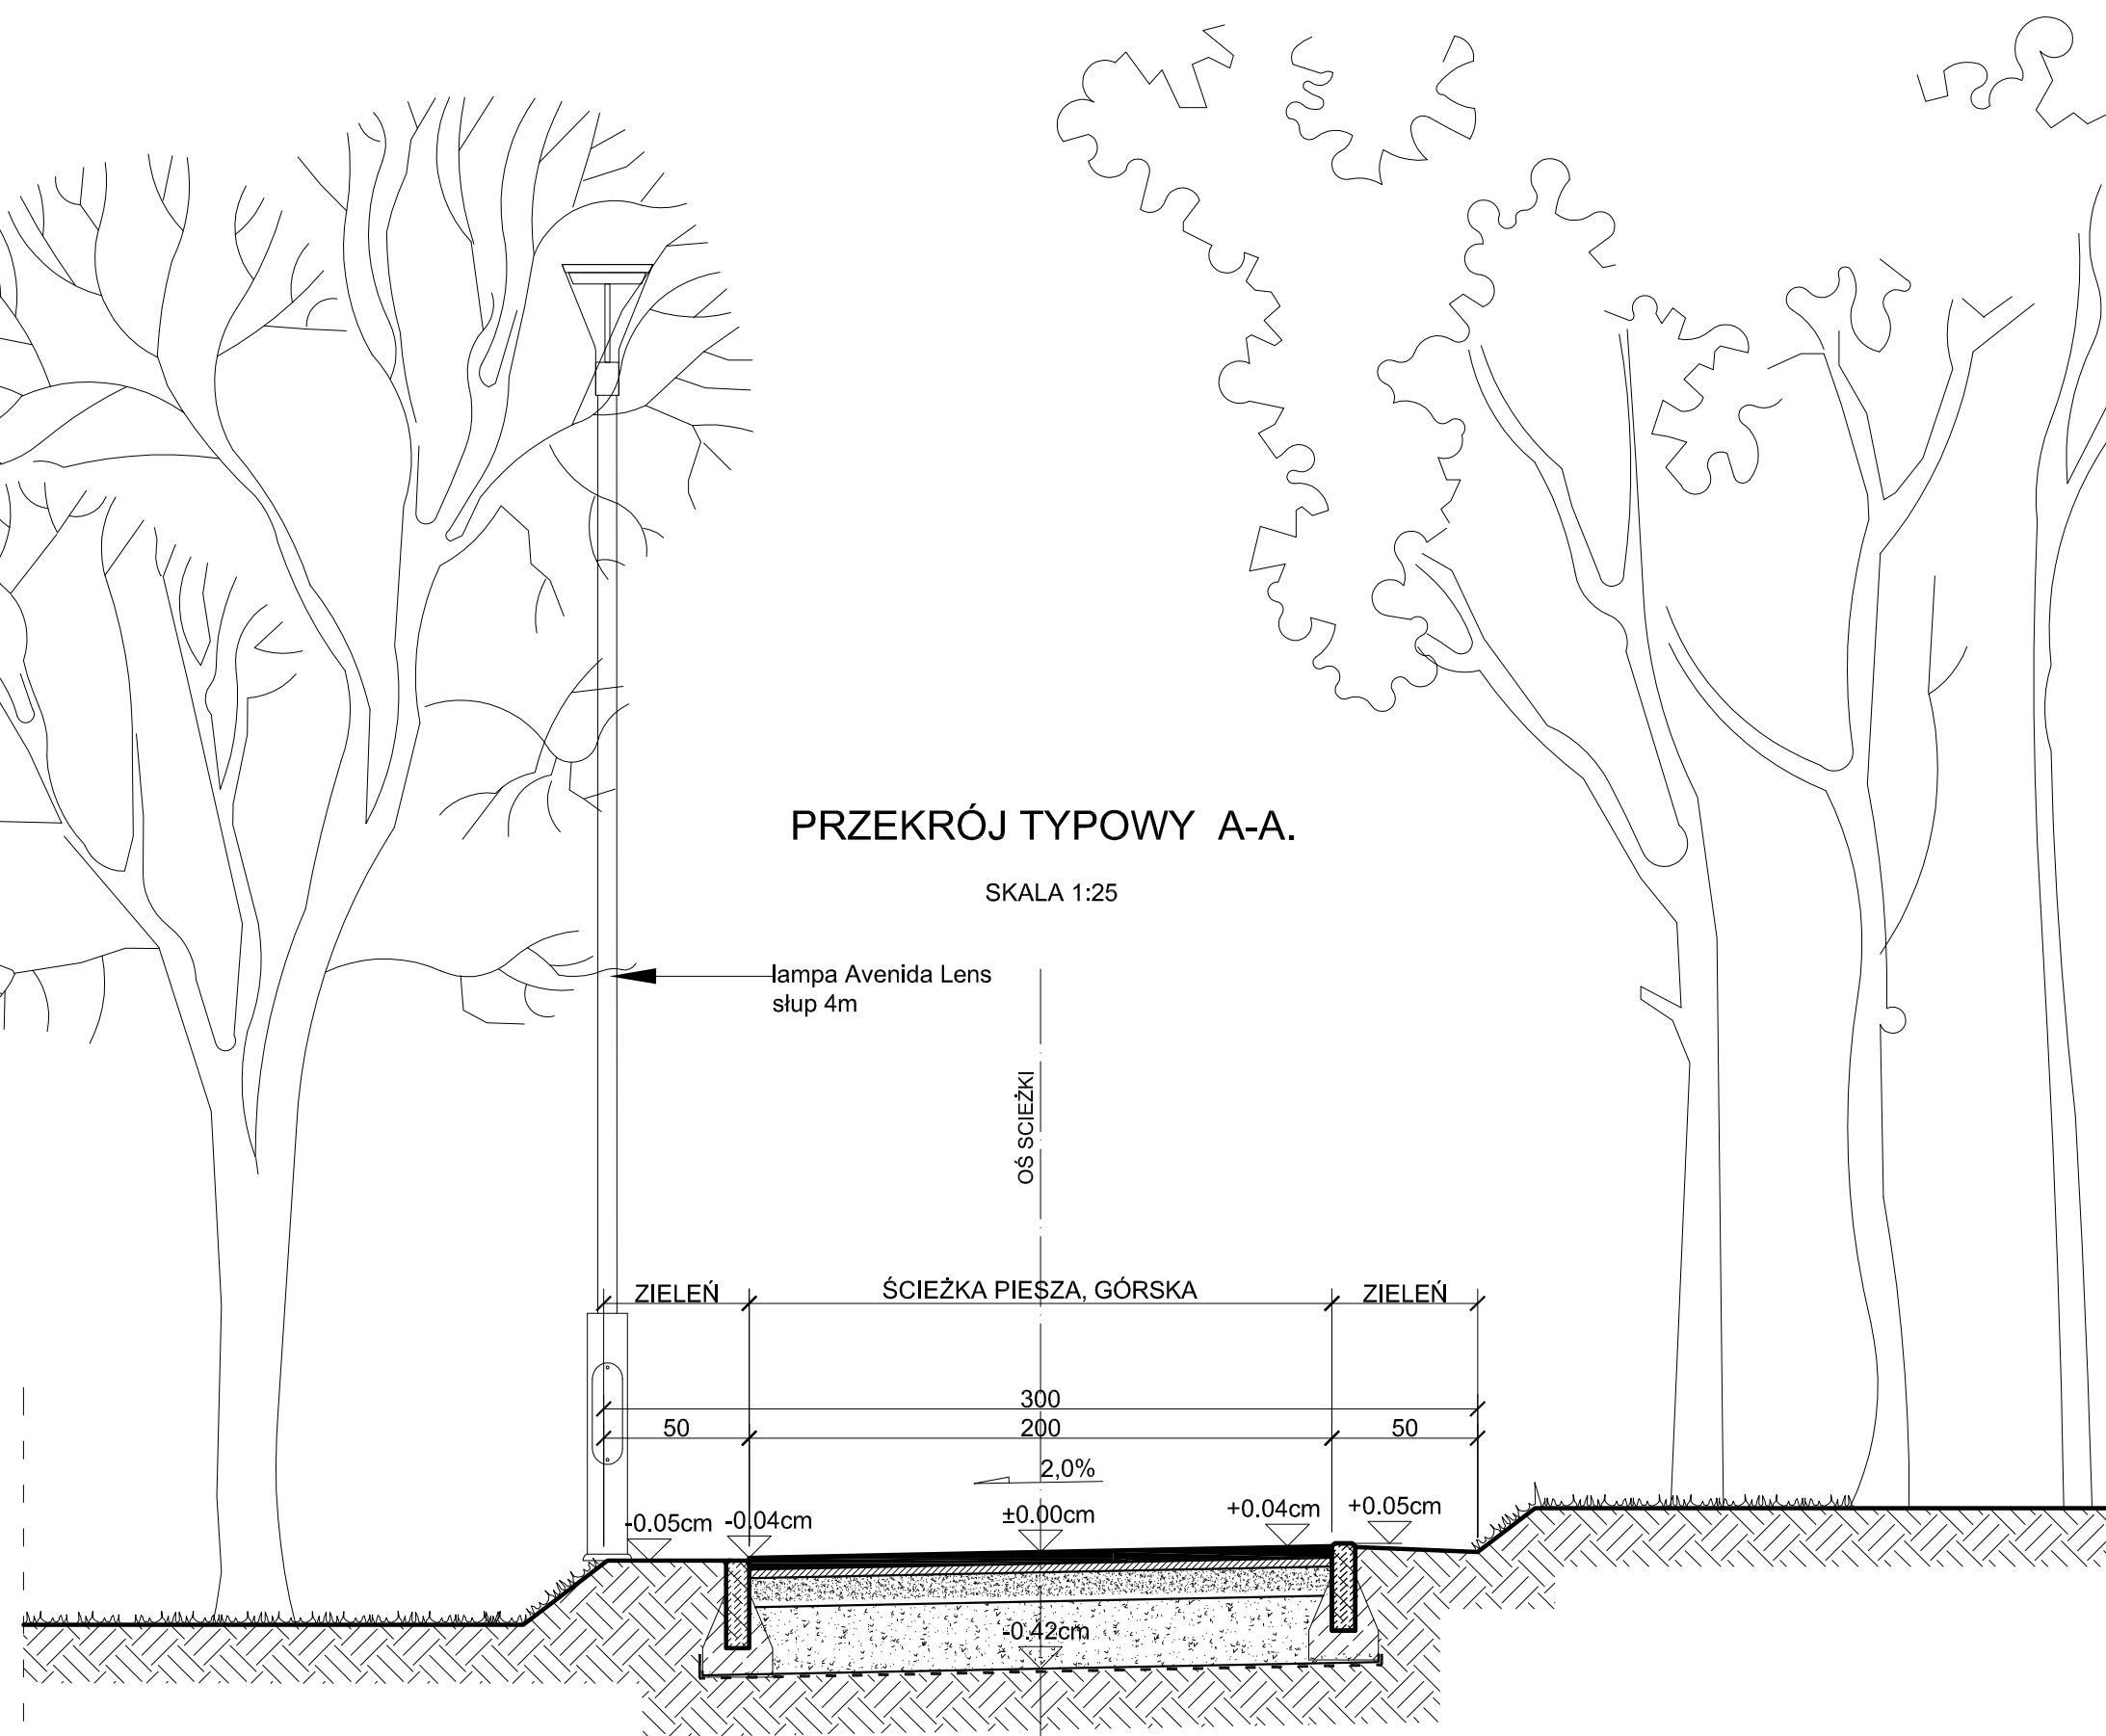 PRZEKRÓJ TYPOWY A-A.
SKALA 1:25
lampa Avenida Lens
słup 4m
OŚ SCIEŻKI
ZIELEŃ
ŚCIEŻKA PIESZA, GÓRSKA
ZIELEŃ
300
50
200
50
2,0%
-0.05cm
-0.04cm
±0.00cm
+0.04cm
+0.05cm
-0.42cm